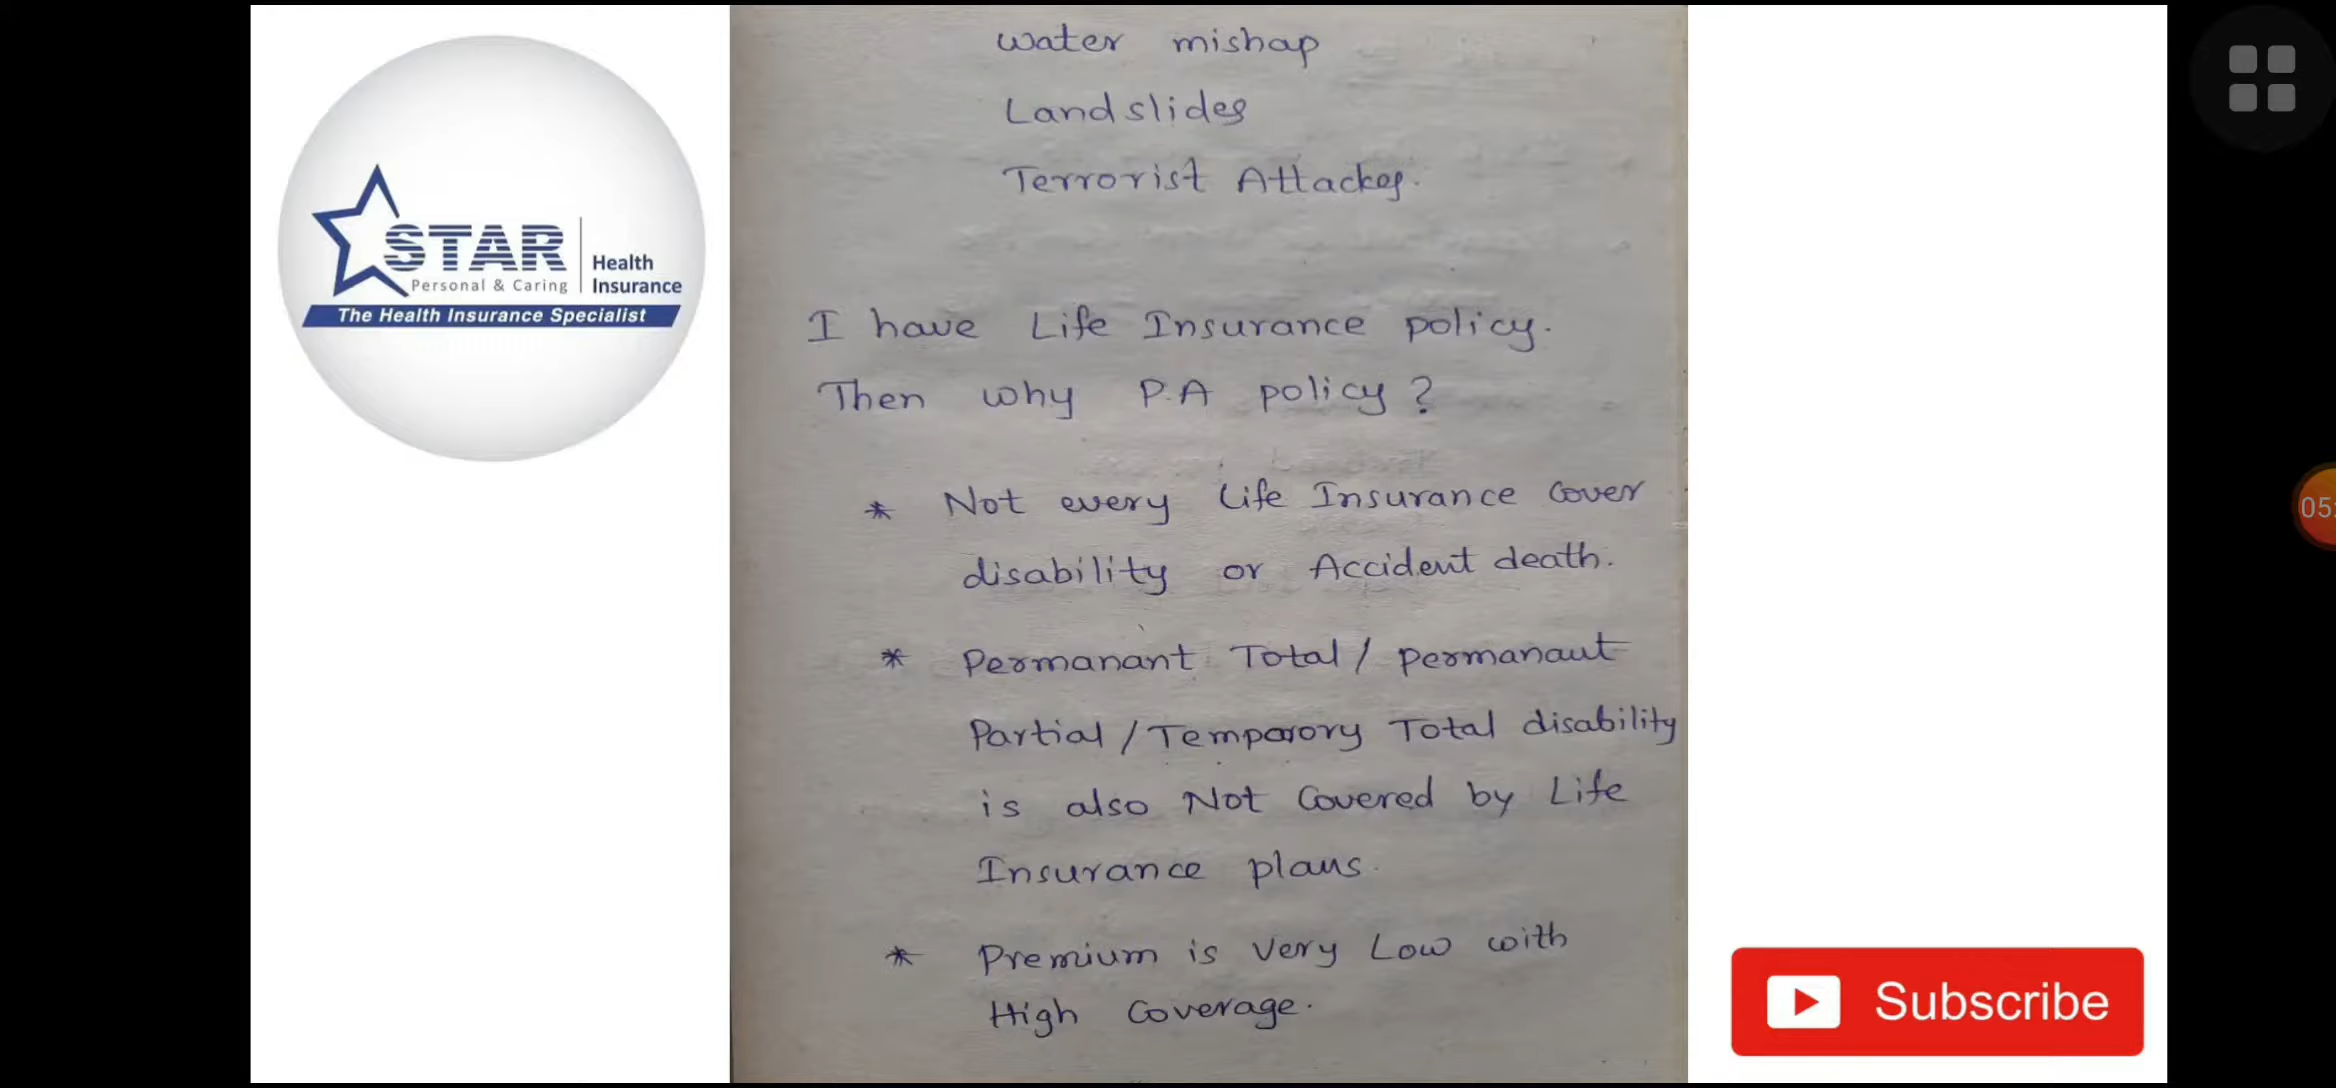 water mishap
Landslides
Terrorist Attackes.
STAR
Health
Insurance
Personal & Caring
The Health Insurance Specialist
I have Life Insurance policy.
Then why P.A policy?
* Not every Life Insurance Cover
disability or Accident death.
* Permanant Total / permanant
Partial / Temporory Total disability
is also Not Covered by Life
Insurance plans.
* Premium is Very Low with
High Coverage.
Subscribe
05: